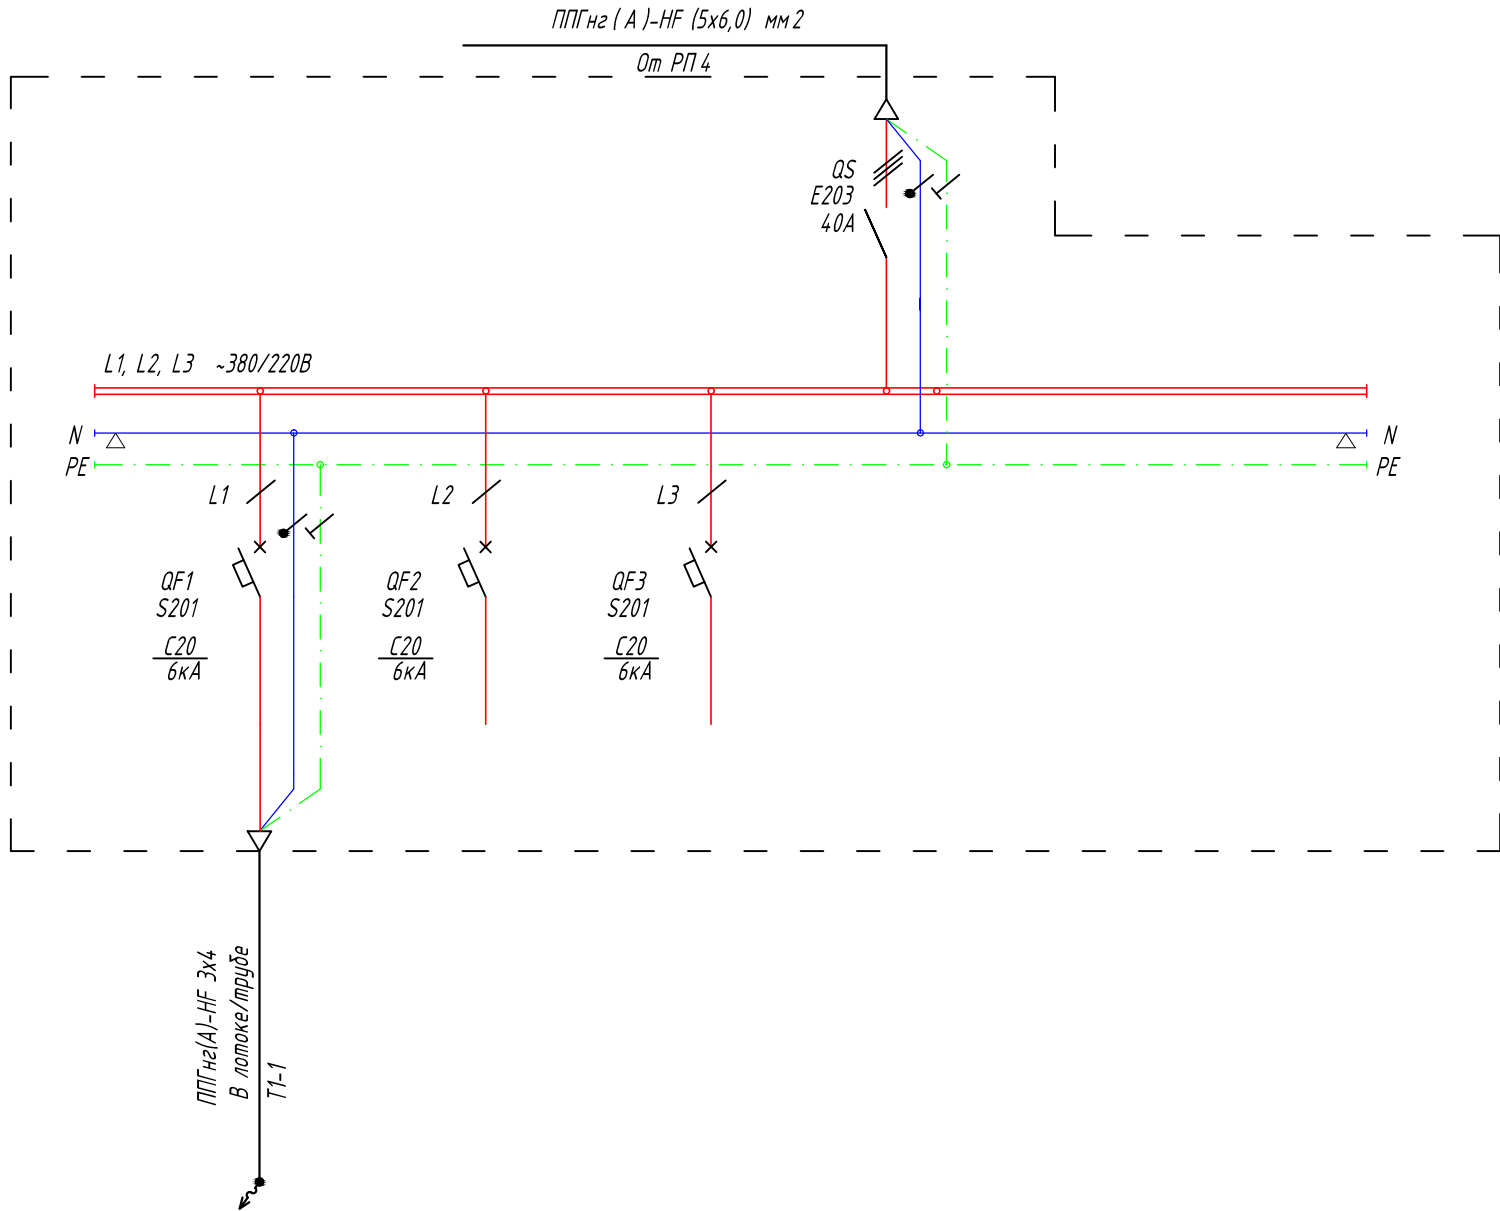 ППГнг ( А )-HF (5х6,0) мм2
От РП 4
QS
E203
40А
L1, L2, L3 ~380/220В
N
N
PE
PE
L1
L2
L3
QF1
S201
C20
6кА
QF2
S201
C20
6кА
QF3
S201
C20
6кА
ППГнг(А)-HF 3х4
В лотоке/трубе
Т1-1